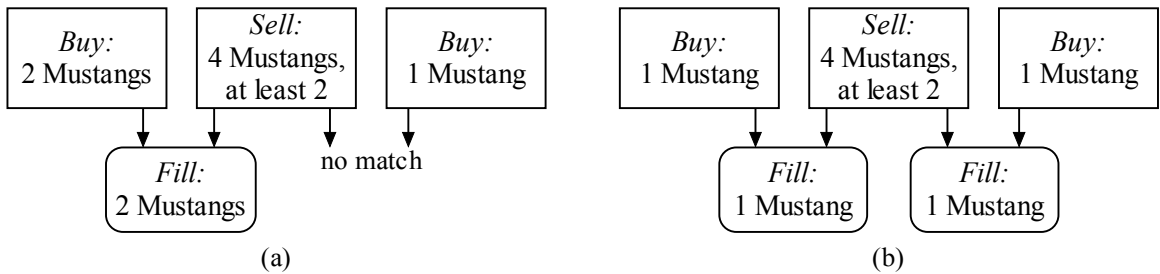 Buy:
2 Mustangs
Sell:
4 Mustangs,
at least 2
Buy:
1 Mustang
no match
Fill:
2 Mustangs
(a)
Buy:
1 Mustang
Sell:
4 Mustangs,
at least 2
Buy:
1 Mustang
Fill:
1 Mustang
Fill:
1 Mustang
(b)